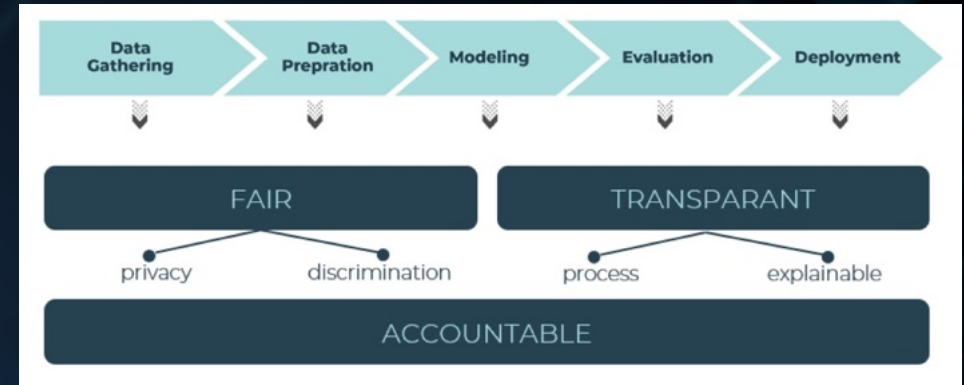 Data
Gathering
Data
Prepration
Modeling
Evaluation
Deployment
FAIR
TRANSPARANT
privacy
discrimination
process
explainable
ACCOUNTABLE